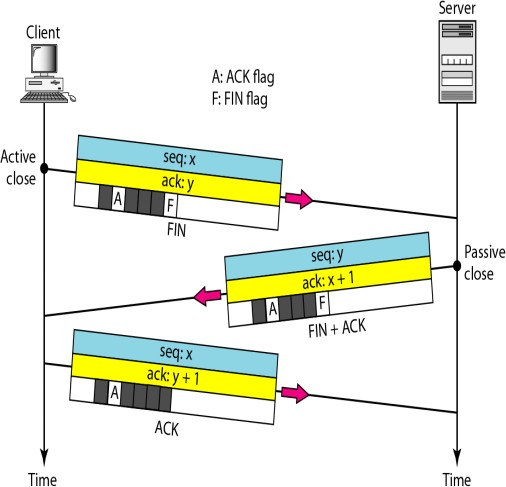 Client
Server
A: ACK flag
F: FIN flag
Active
close
seq: x
ack: y
A F
FIN
Passive
close
seq: y
ack: x + 1
A F
FIN + ACK
seq: x
ack: y + 1
A
ACK
Time
Time